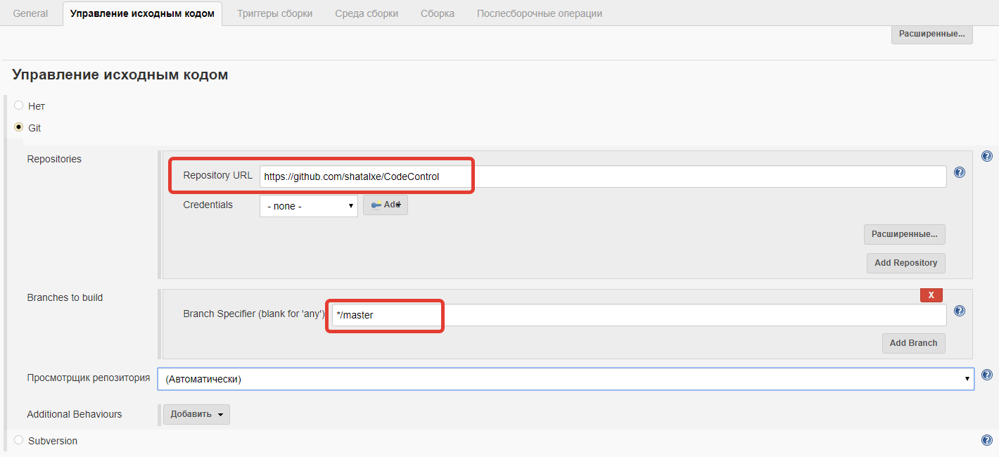 General Управление исходным кодом Триггеры сборки Среда сборки Сборка Послесборочные операции
Расширенные...
Управление исходным кодом
Нет
Git
Repositories
Repository URL https://github.com/shatalxe/CodeControl
Credentials - none - Add
Расширенные...
Add Repository
Branches to build
X
Branch Specifier (blank for 'any') */master
Add Branch
Просмотрщик репозитория (Автоматически)
Additional Behaviours Добавить
Subversion